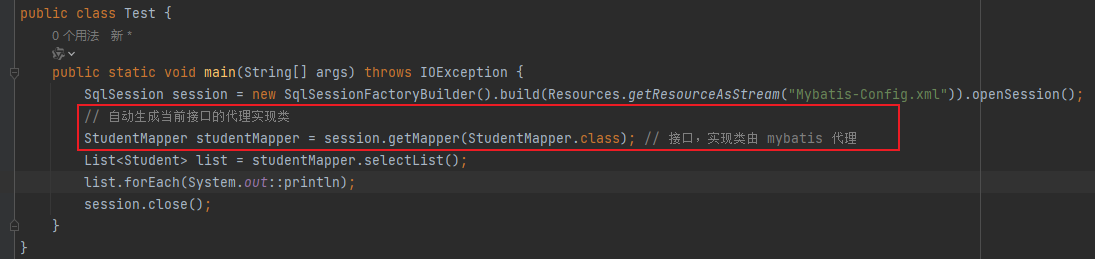 public class Test {
0 个用法 新 *
public static void main(String[] args) throws IOException {
SqlSession session = new SqlSessionFactoryBuilder().build(Resources.getResourceAsStream("Mybatis-Config.xml")).openSession();
// 自动生成当前接口的代理实现类
StudentMapper studentMapper = session.getMapper(StudentMapper.class); // 接口，实现类由 mybatis 代理
List<Student> list = studentMapper.selectList();
list.forEach(System.out::println);
session.close();
}
}